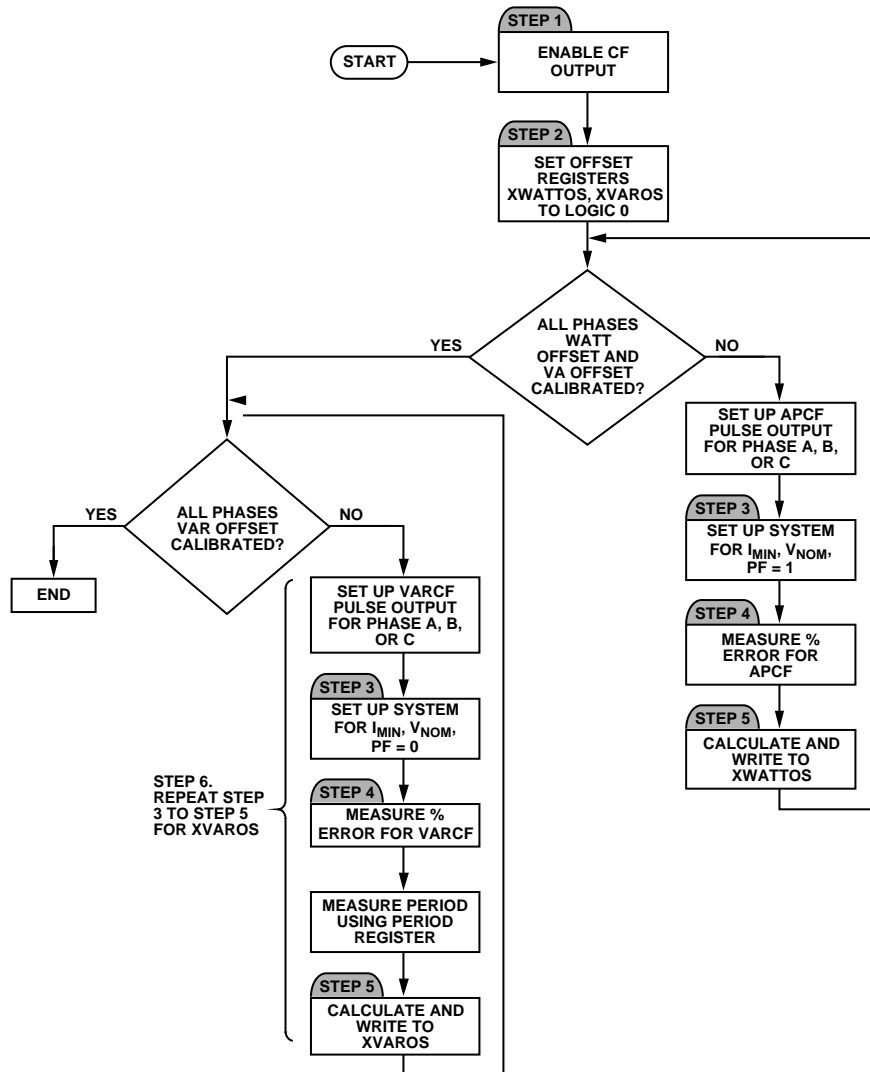 STEP 1
START
ENABLE CF
OUTPUT
STEP 2
SET OFFSET
REGISTERS
XWATTOS, XVAROS
TO LOGIC 0
ALL PHASES
WATT
OFFSET AND
VA OFFSET
CALIBRATED?
YES
NO
SET UP APCF
PULSE OUTPUT
FOR PHASE A, B,
OR C
STEP 3
SET UP SYSTEM
FOR IMIN, VNOM,
PF = 1
STEP 4
MEASURE %
ERROR FOR
APCF
STEP 5
CALCULATE AND
WRITE TO
XWATTOS
ALL PHASES
VAR OFFSET
CALIBRATED?
YES
NO
END
SET UP VARCF
PULSE OUTPUT
FOR PHASE A, B,
OR C
STEP 3
SET UP SYSTEM
FOR IMIN, VNOM,
PF = 0
STEP 6.
REPEAT STEP
3 TO STEP 5
FOR XVAROS
STEP 4
MEASURE %
ERROR FOR VARCF
MEASURE PERIOD
USING PERIOD
REGISTER
STEP 5
CALCULATE AND
WRITE TO
XVAROS